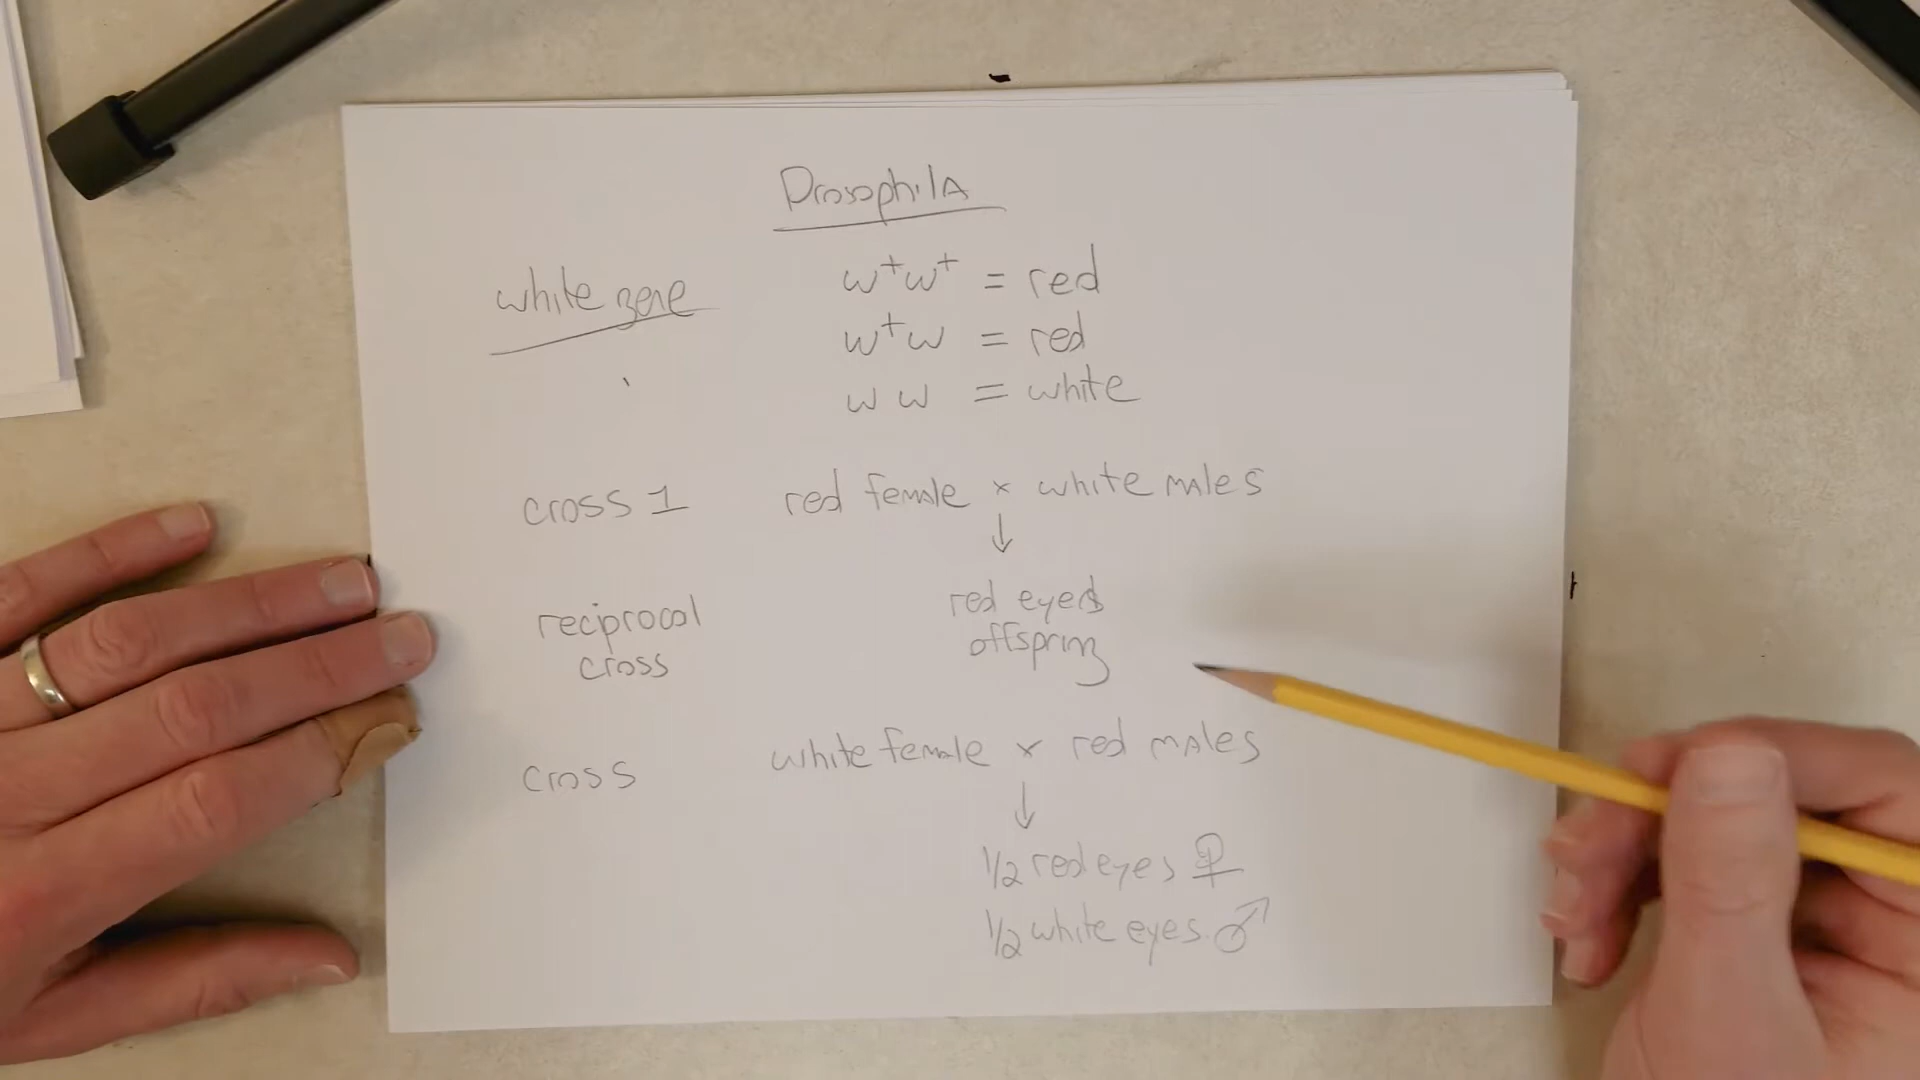 DrosophilA
white gene
w⁺w⁺ = red
w⁺w = red
w w = white
cross 1
red female × white males
↓
reciprocal
cross
red eyed
offspring
cross
white female × red mAles
↓
1/2 red eyes ♀
1/2 white eyes ♂